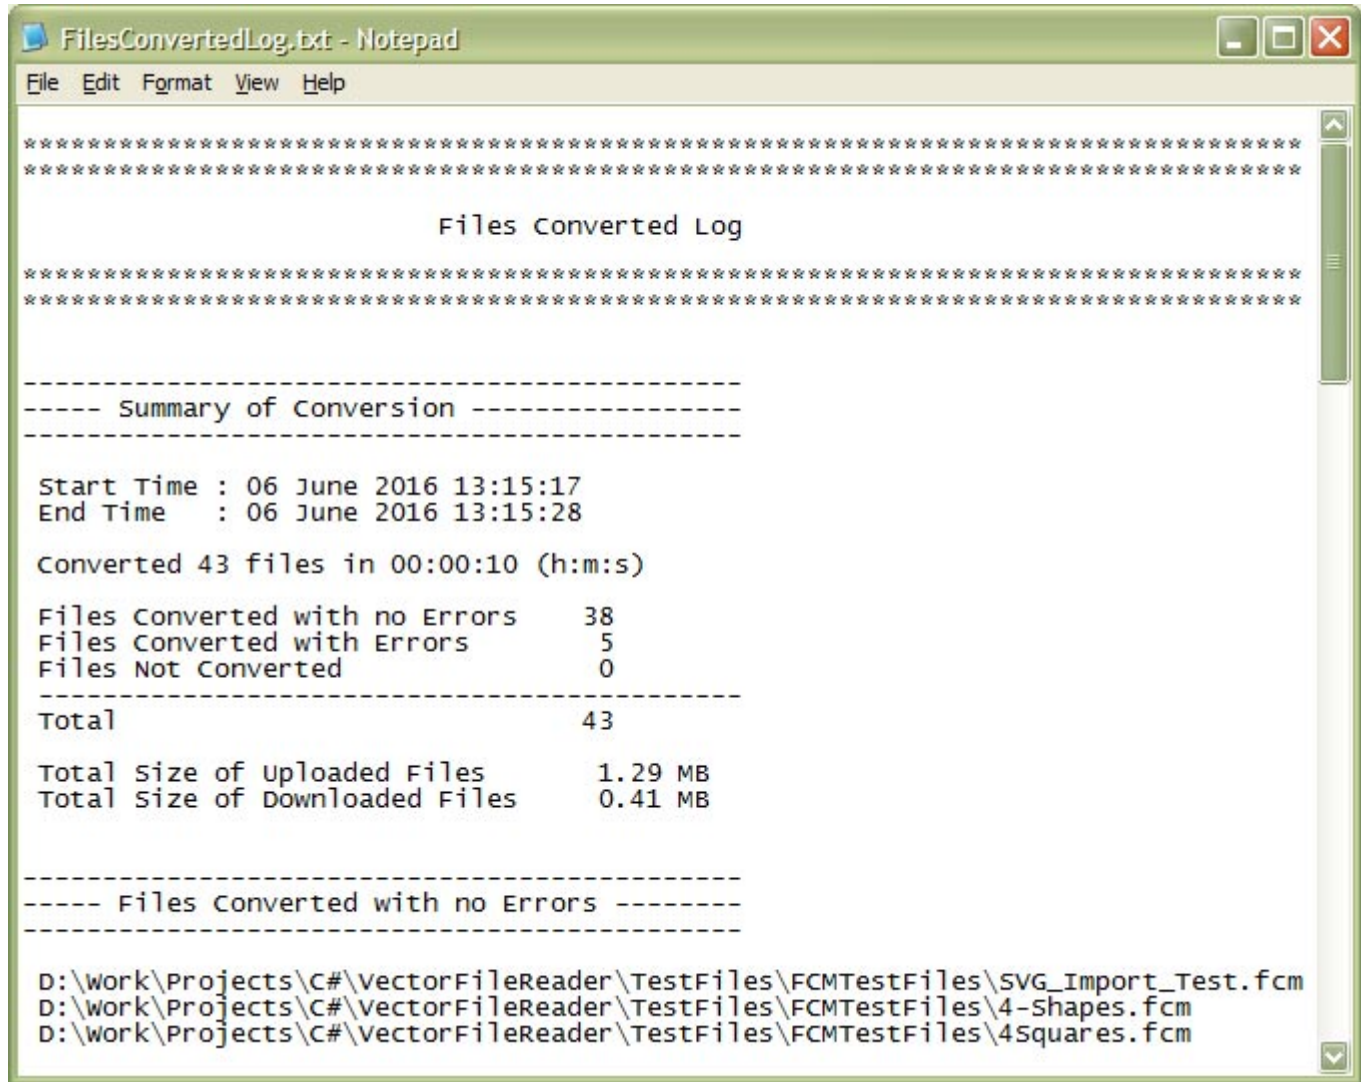 FilesConvertedLog.txt - Notepad
File Edit Format View Help
********************************************************************************
********************************************************************************
Files Converted Log
********************************************************************************
********************************************************************************
---------------------------------------------
----- Summary of Conversion -----------------
---------------------------------------------
Start Time : 06 June 2016 13:15:17
End Time   : 06 June 2016 13:15:28
Converted 43 files in 00:00:10 (h:m:s)
Files Converted with no Errors    38
Files Converted with Errors        5
Files Not Converted                0
--------------------------------------------
Total                             43
Total Size of Uploaded Files       1.29 MB
Total Size of Downloaded Files     0.41 MB
---------------------------------------------
----- Files Converted with no Errors --------
---------------------------------------------
D:\Work\Projects\C#\VectorFileReader\TestFiles\FCMTestFiles\SVG_Import_Test.fcm
D:\Work\Projects\C#\VectorFileReader\TestFiles\FCMTestFiles\4-Shapes.fcm
D:\Work\Projects\C#\VectorFileReader\TestFiles\FCMTestFiles\4Squares.fcm